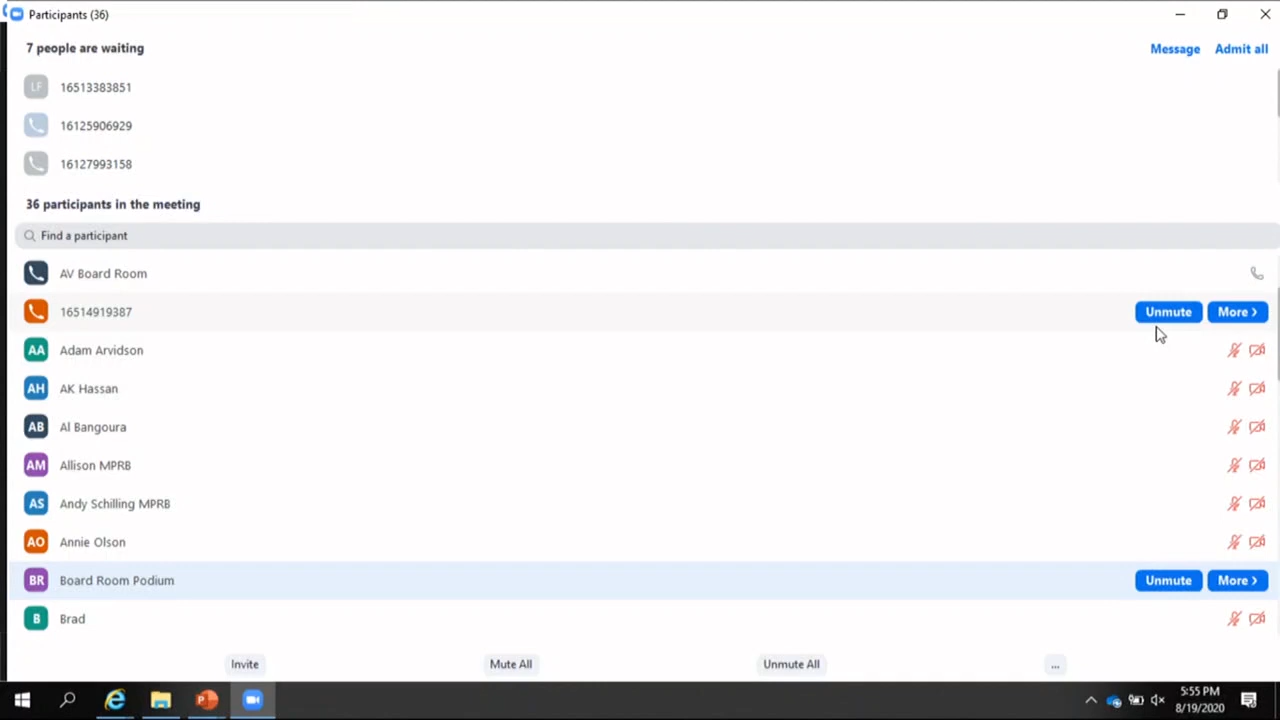 Participants (36)
7 people are waiting
Message
Admit all
LF
16513383851
16125906929
16127993158
36 participants in the meeting
Find a participant
AV Board Room
16514919387
Unmute
More >
AA Adam Arvidson
AH AK Hassan
AB Al Bangoura
AM Allison MPRB
AS Andy Schilling MPRB
AO Annie Olson
BR Board Room Podium
Unmute
More >
B Brad
Invite
Mute All
Unmute All
...
5:55 PM
8/19/2020